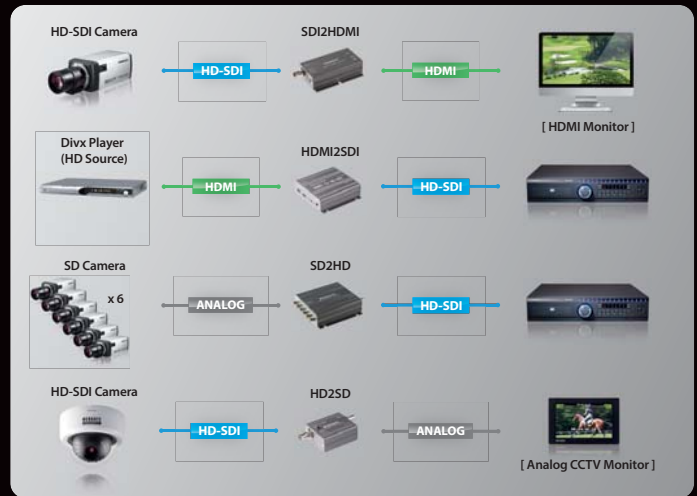 HD-SDI Camera
SDI2HDMI
HD-SDI
HDMI
[ HDMI Monitor ]
Divx Player
(HD Source)
HDMI2SDI
HDMI
HD-SDI
SD Camera
x 6
SD2HD
ANALOG
HD-SDI
HD-SDI Camera
HD2SD
HD-SDI
ANALOG
[ Analog CCTV Monitor ]